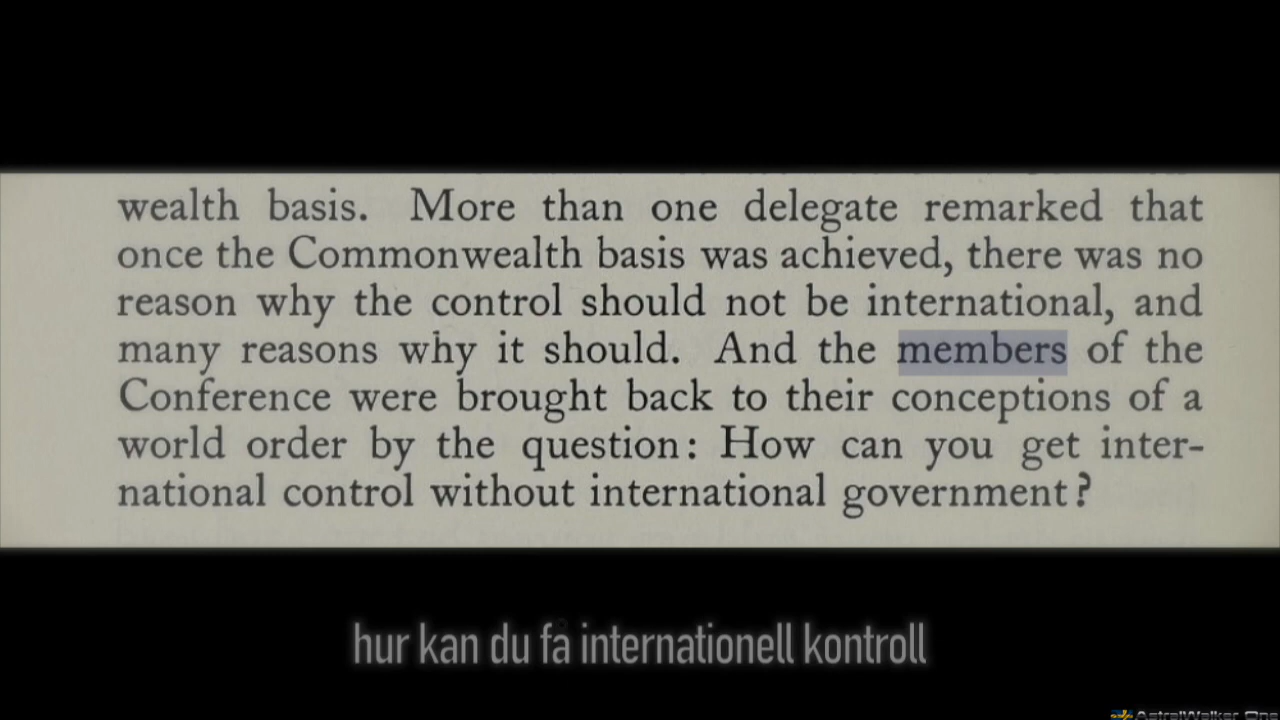 wealth basis. More than one delegate remarked that
once the Commonwealth basis was achieved, there was no
reason why the control should not be international, and
many reasons why it should. And the members of the
Conference were brought back to their conceptions of a
world order by the question: How can you get inter-
national control without international government?
hur kan du få internationell kontroll